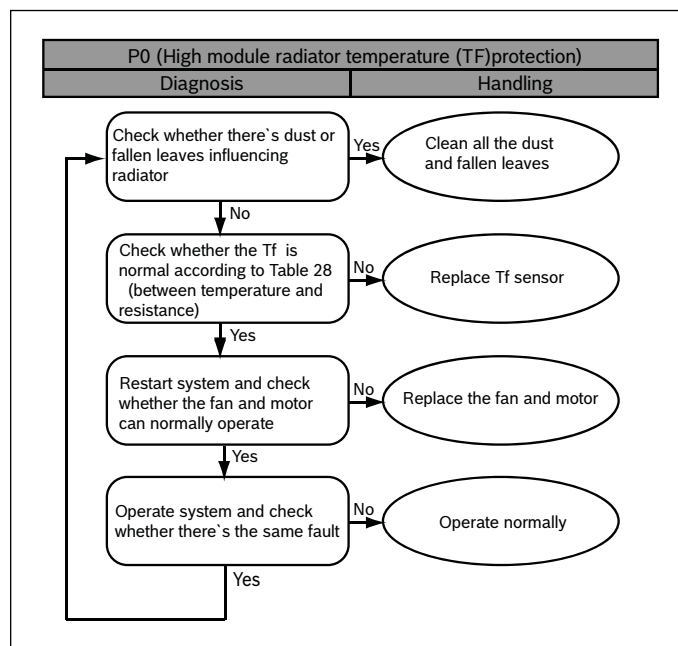 P0 (High module radiator temperature (TF)protection)
Diagnosis
Handling
Check whether there`s dust or
fallen leaves influencing
radiator
Yes
Clean all the dust
and fallen leaves
No
Check whether the Tf is
normal according to Table 28
(between temperature and
resistance)
No
Replace Tf sensor
Yes
Restart system and check
whether the fan and motor
can normally operate
No
Replace the fan and motor
Yes
Operate system and check
whether there`s the same fault
No
Operate normally
Yes